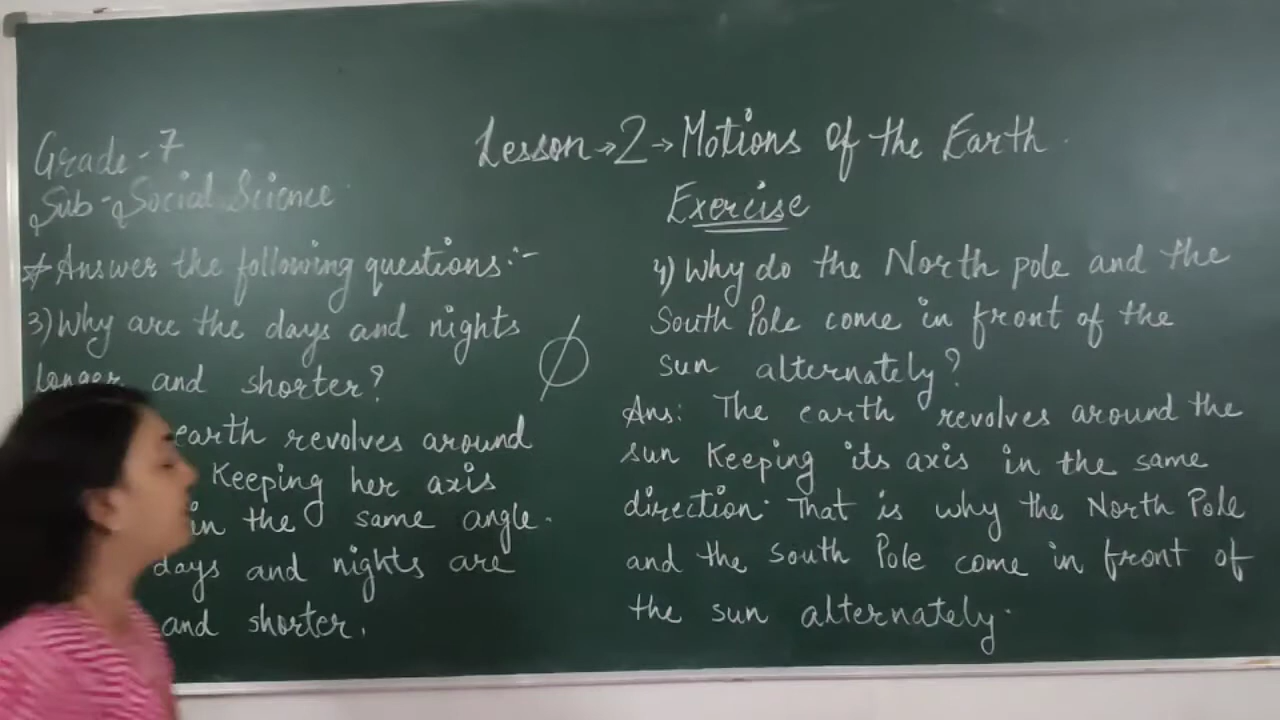 Grade-7
Sub-Social Science
Lesson→2→Motions of the Earth.
Exercise
*Answer the following questions:-
3) Why are the days and nights
longer and shorter?
earth revolves around
Keeping her axis
in the same angle.
days and nights are
and shorter.
4) Why do the North pole and the
South Pole come in front of the
sun alternately?
Ans: The earth revolves around the
sun Keeping its axis in the same
direction. That is why the North Pole
and the South Pole come in front of
the sun alternately.